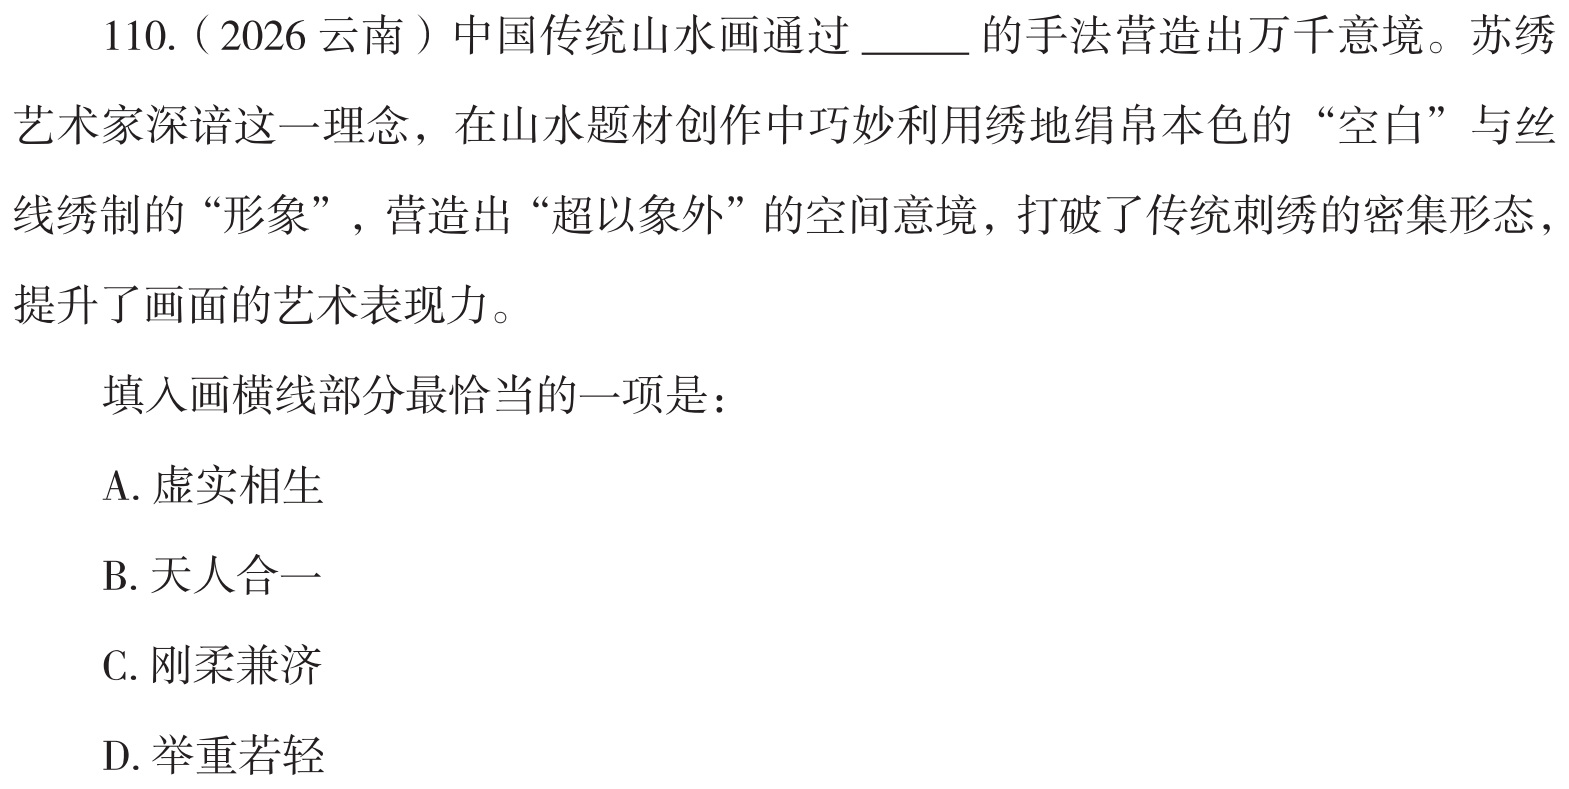 110.（2026 云南）中国传统山水画通过 _____ 的手法营造出万千意境。苏绣
艺术家深谙这一理念，在山水题材创作中巧妙利用绣地绢帛本色的“空白”与丝
线绣制的“形象”，营造出“超以象外”的空间意境，打破了传统刺绣的密集形态，
提升了画面的艺术表现力。
填入画横线部分最恰当的一项是：
A. 虚实相生
B. 天人合一
C. 刚柔兼济
D. 举重若轻